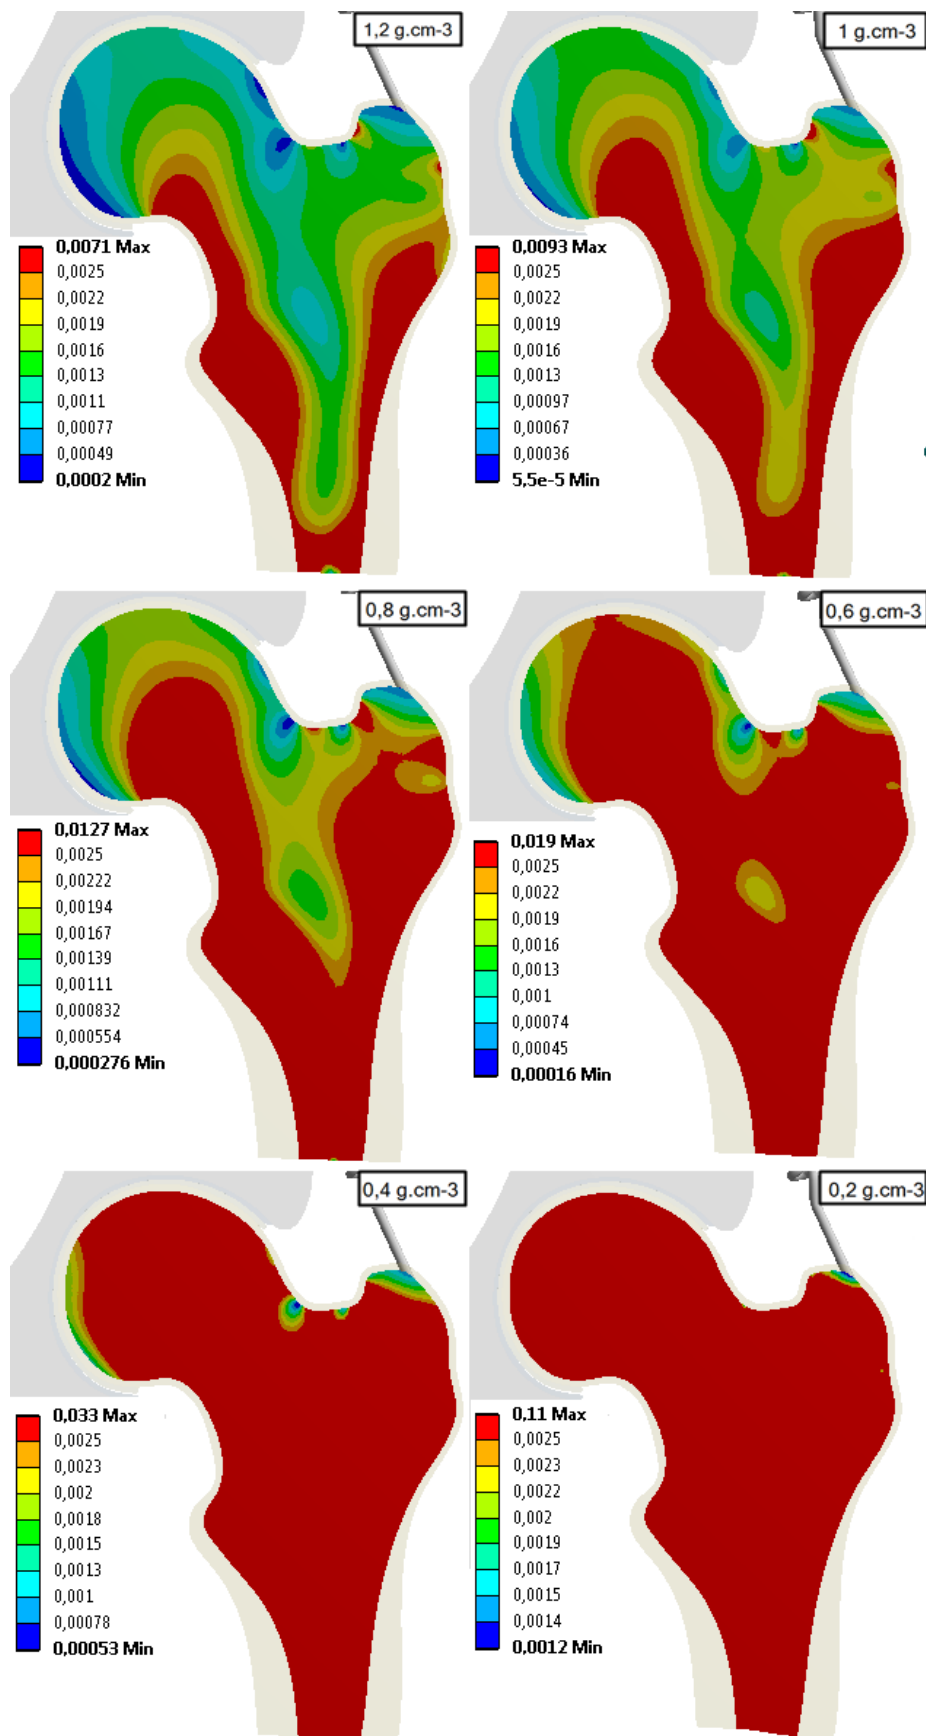 1,2 g.cm-3
0,0071 Max
0,0025
0,0022
0,0019
0,0016
0,0013
0,0011
0,00077
0,00049
0,0002 Min
1 g.cm-3
0,0093 Max
0,0025
0,0022
0,0019
0,0016
0,0013
0,00097
0,00067
0,00036
5,5e-5 Min
0,8 g.cm-3
0,0127 Max
0,0025
0,00222
0,00194
0,00167
0,00139
0,00111
0,000832
0,000554
0,000276 Min
0,6 g.cm-3
0,019 Max
0,0025
0,0022
0,0019
0,0016
0,0013
0,001
0,00074
0,00045
0,00016 Min
0,4 g.cm-3
0,033 Max
0,0025
0,0023
0,002
0,0018
0,0015
0,0013
0,001
0,00078
0,00053 Min
0,2 g.cm-3
0,11 Max
0,0025
0,0023
0,0022
0,002
0,0019
0,0017
0,0015
0,0014
0,0012 Min